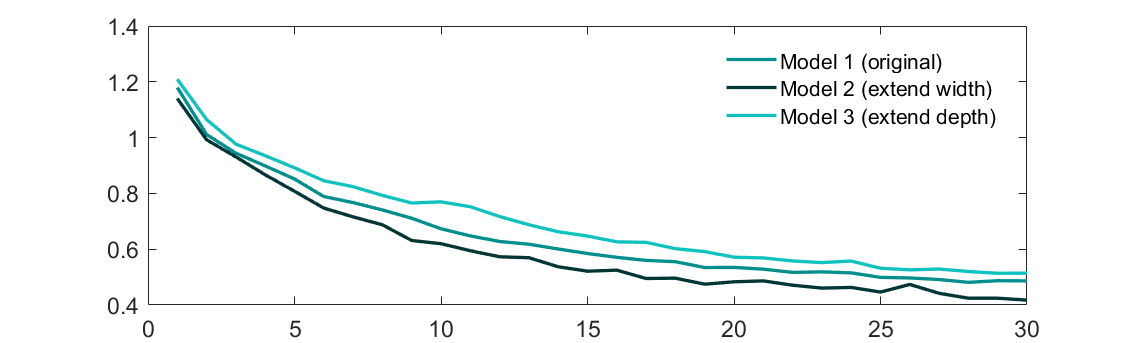 1.4
1.2
1
0.8
0.6
0.4
0 5 10 15 20 25 30
Model 1 (original)
Model 2 (extend width)
Model 3 (extend depth)